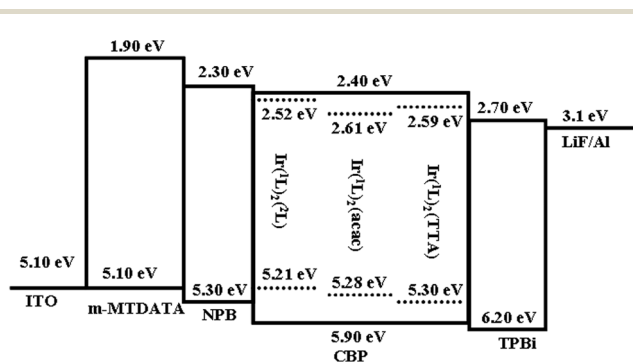 1.90 eV
2.30 eV
2.40 eV
2.52 eV
2.61 eV
2.59 eV
2.70 eV
3.1 eV
LiF/Al
Ir(¹L)₂(²L)
Ir(¹L)₂(acac)
Ir(¹L)₂(TTA)
5.10 eV
5.10 eV
5.30 eV
5.21 eV
5.28 eV
5.30 eV
6.20 eV
ITO
m-MTDATA
NPB
5.90 eV
CBP
TPBi